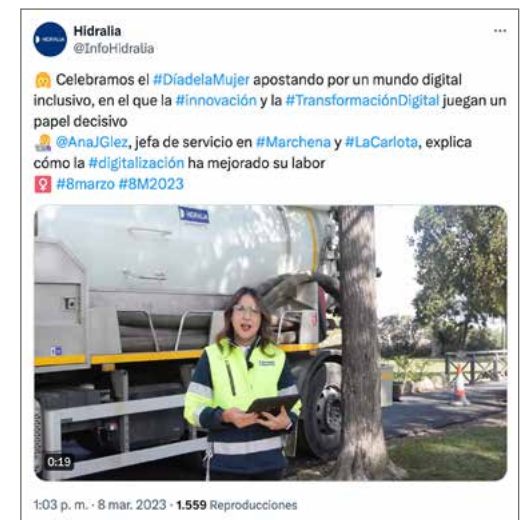 Hidralia
@InfoHidralia
Celebramos el #DíadelaMujer apostando por un mundo digital
inclusivo, en el que la #innovación y la #TransformaciónDigital juegan un
papel decisivo
@AnaJGlez, jefa de servicio en #Marchena y #LaCarlota, explica
cómo la #digitalización ha mejorado su labor
#8marzo #8M2023
HIDRALIA
0:19
1:03 p. m. · 8 mar. 2023 · 1.559 Reproducciones